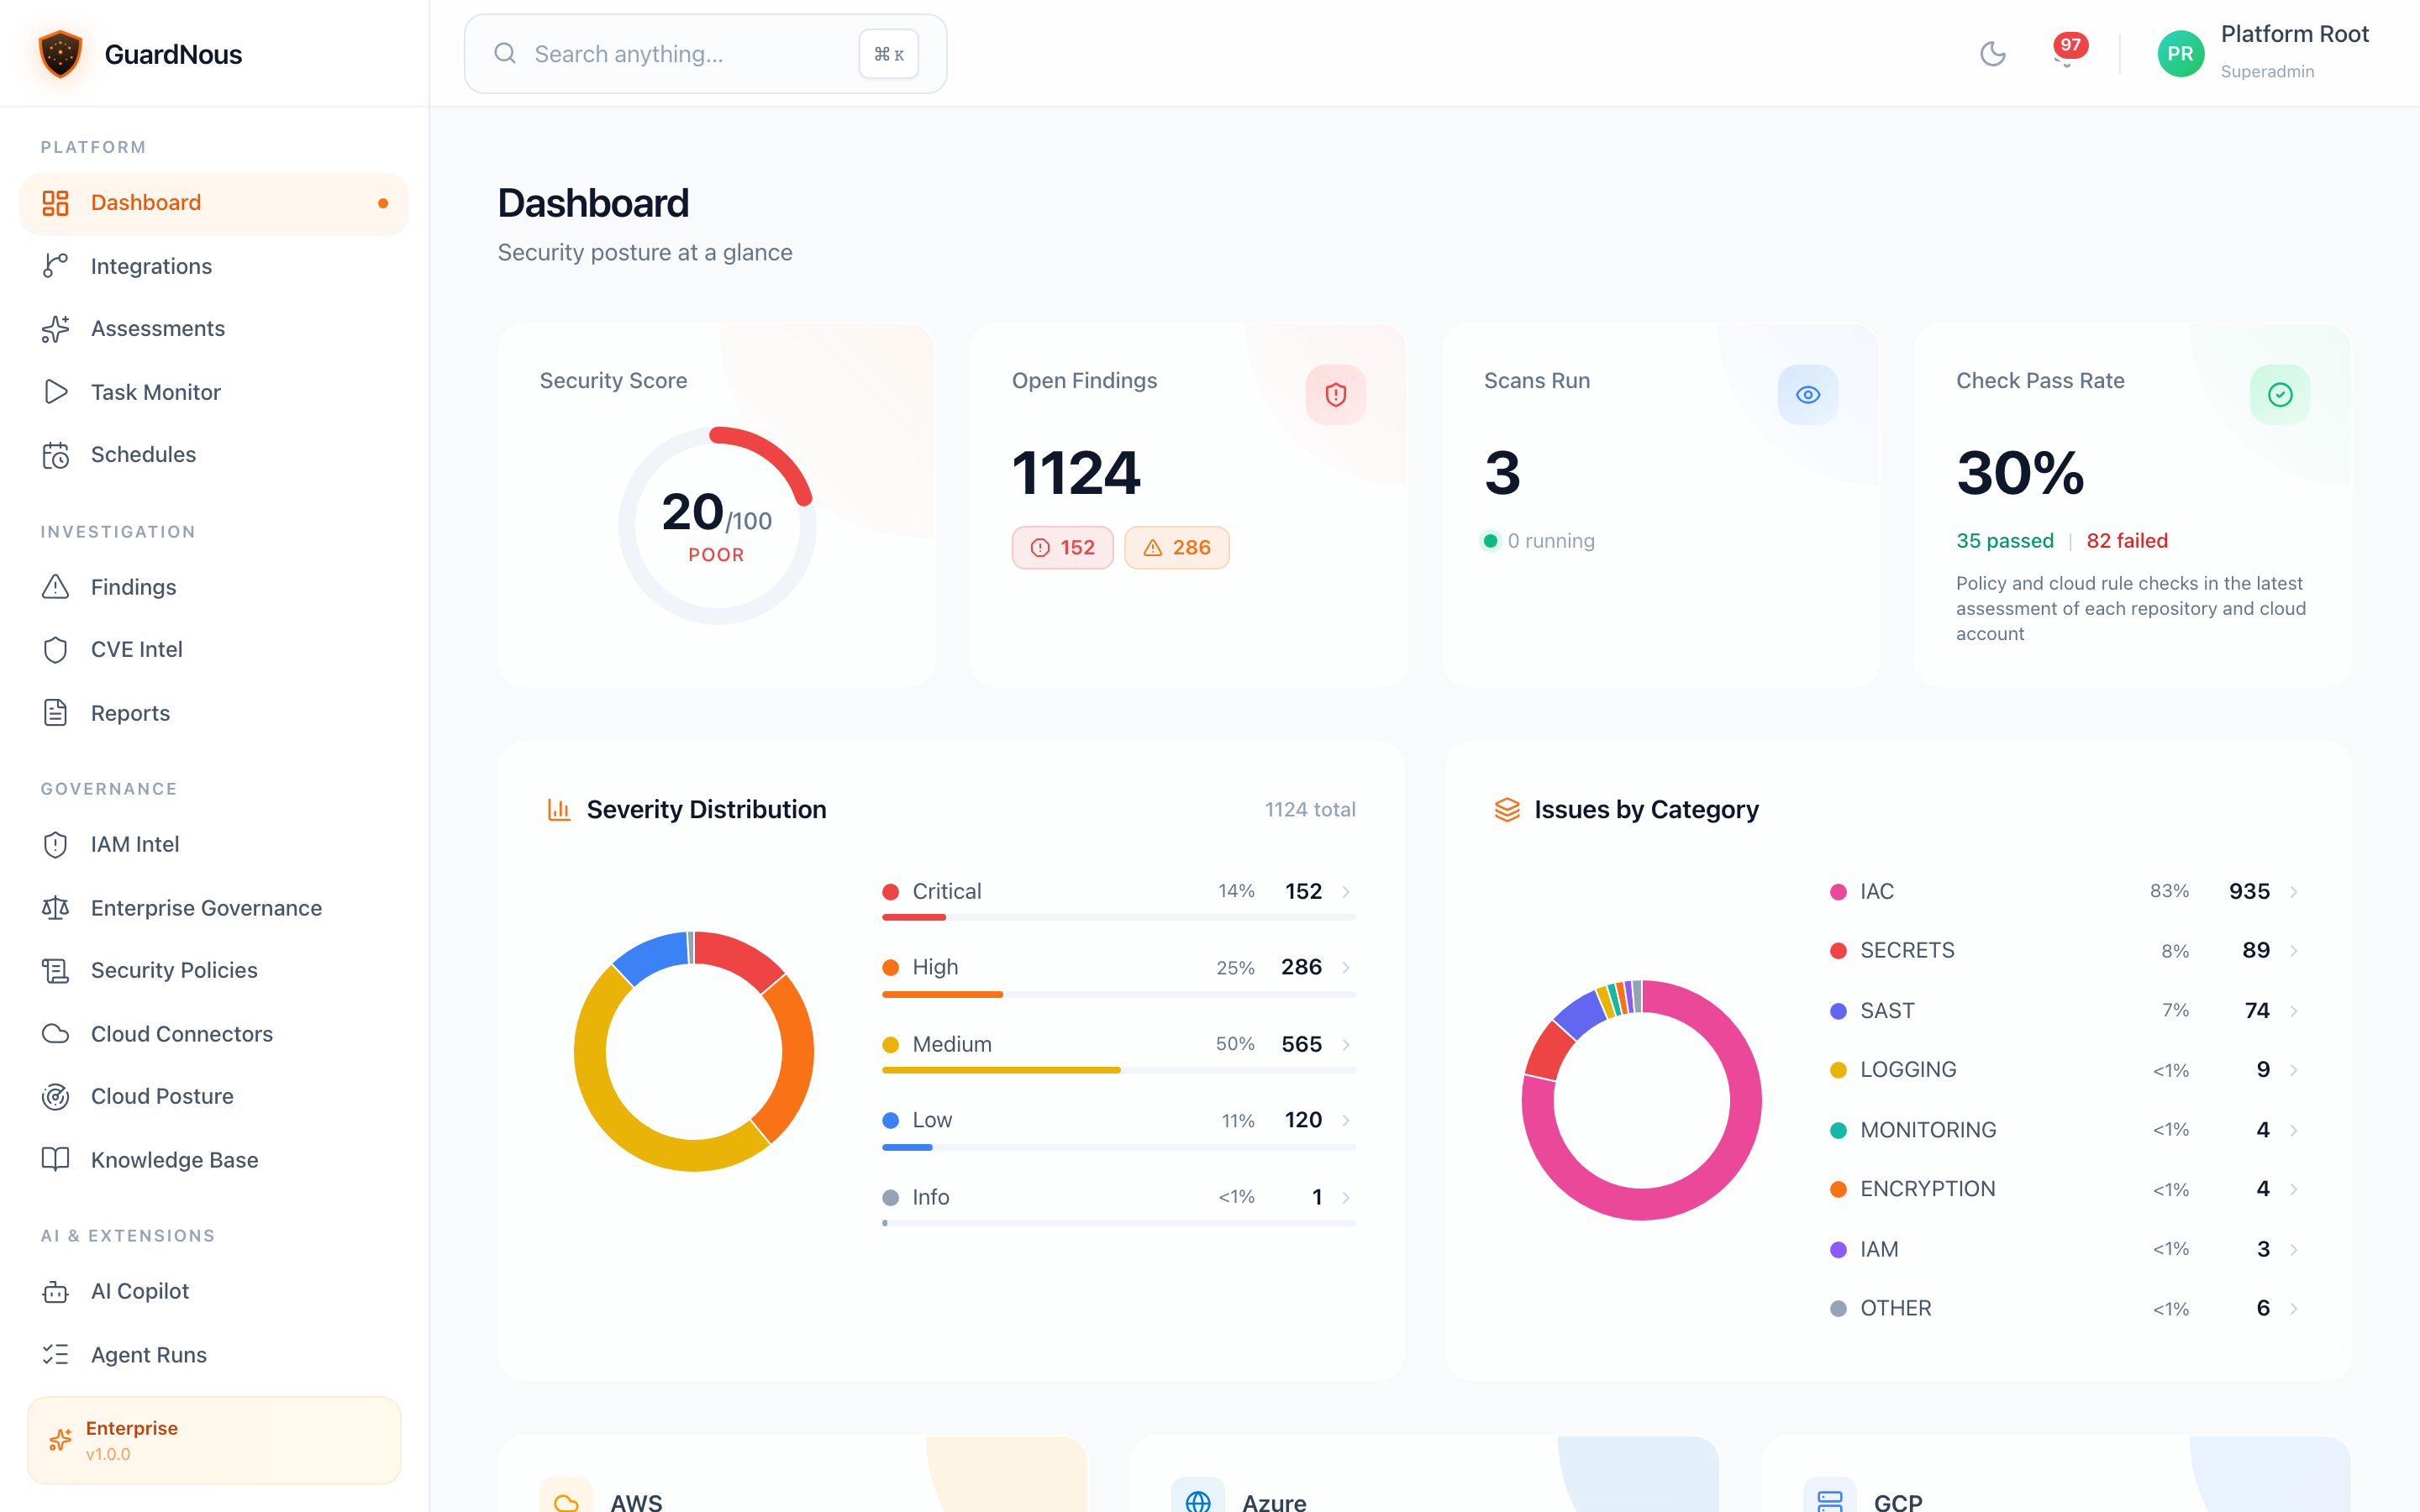 GuardNous
Search anything...
⌘ K
97
PR
Platform Root
Superadmin
PLATFORM
Dashboard
Integrations
Assessments
Task Monitor
Schedules
INVESTIGATION
Findings
CVE Intel
Reports
GOVERNANCE
IAM Intel
Enterprise Governance
Security Policies
Cloud Connectors
Cloud Posture
Knowledge Base
AI & EXTENSIONS
AI Copilot
Agent Runs
Enterprise
v1.0.0
Dashboard
Security posture at a glance
Security Score
20/100
POOR
Open Findings
1124
152 286
Scans Run
3
0 running
Check Pass Rate
30%
35 passed | 82 failed
Policy and cloud rule checks in the latest
assessment of each repository and cloud
account
Severity Distribution 1124 total
Critical 14% 152
High 25% 286
Medium 50% 565
Low 11% 120
Info <1% 1
Issues by Category
IAC 83% 935
SECRETS 8% 89
SAST 7% 74
LOGGING <1% 9
MONITORING <1% 4
ENCRYPTION <1% 4
IAM <1% 3
OTHER <1% 6
AWS
Azure
GCP